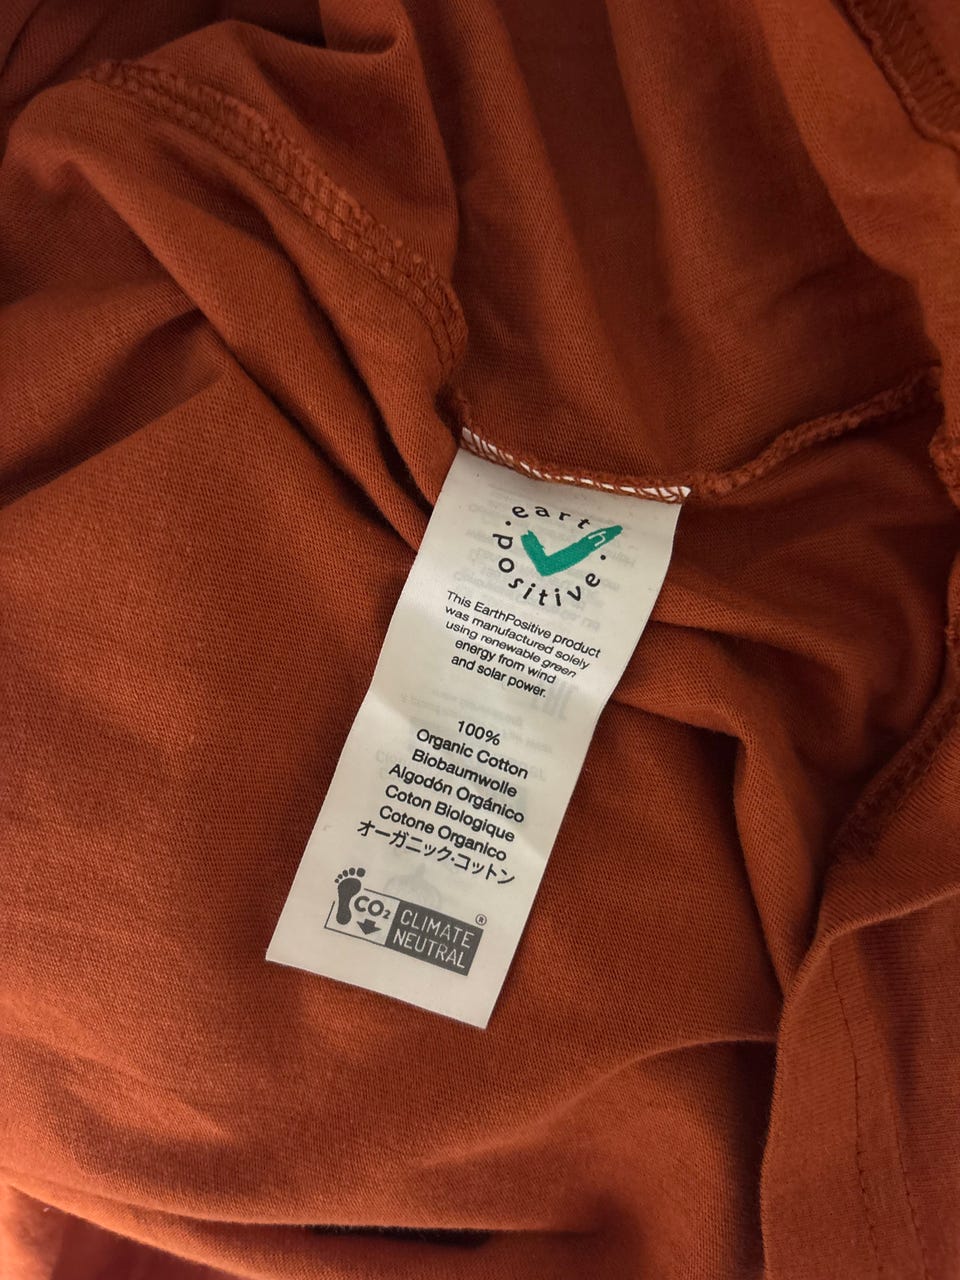 earth
positive
This EarthPositive product
was manufactured solely
using renewable green
energy from wind
and solar power.
100%
Organic Cotton
Biobaumwolle
Algodón Orgánico
Coton Biologique
Cotone Organico
オーガニック·コットン
CO₂ CLIMATE ®
NEUTRAL